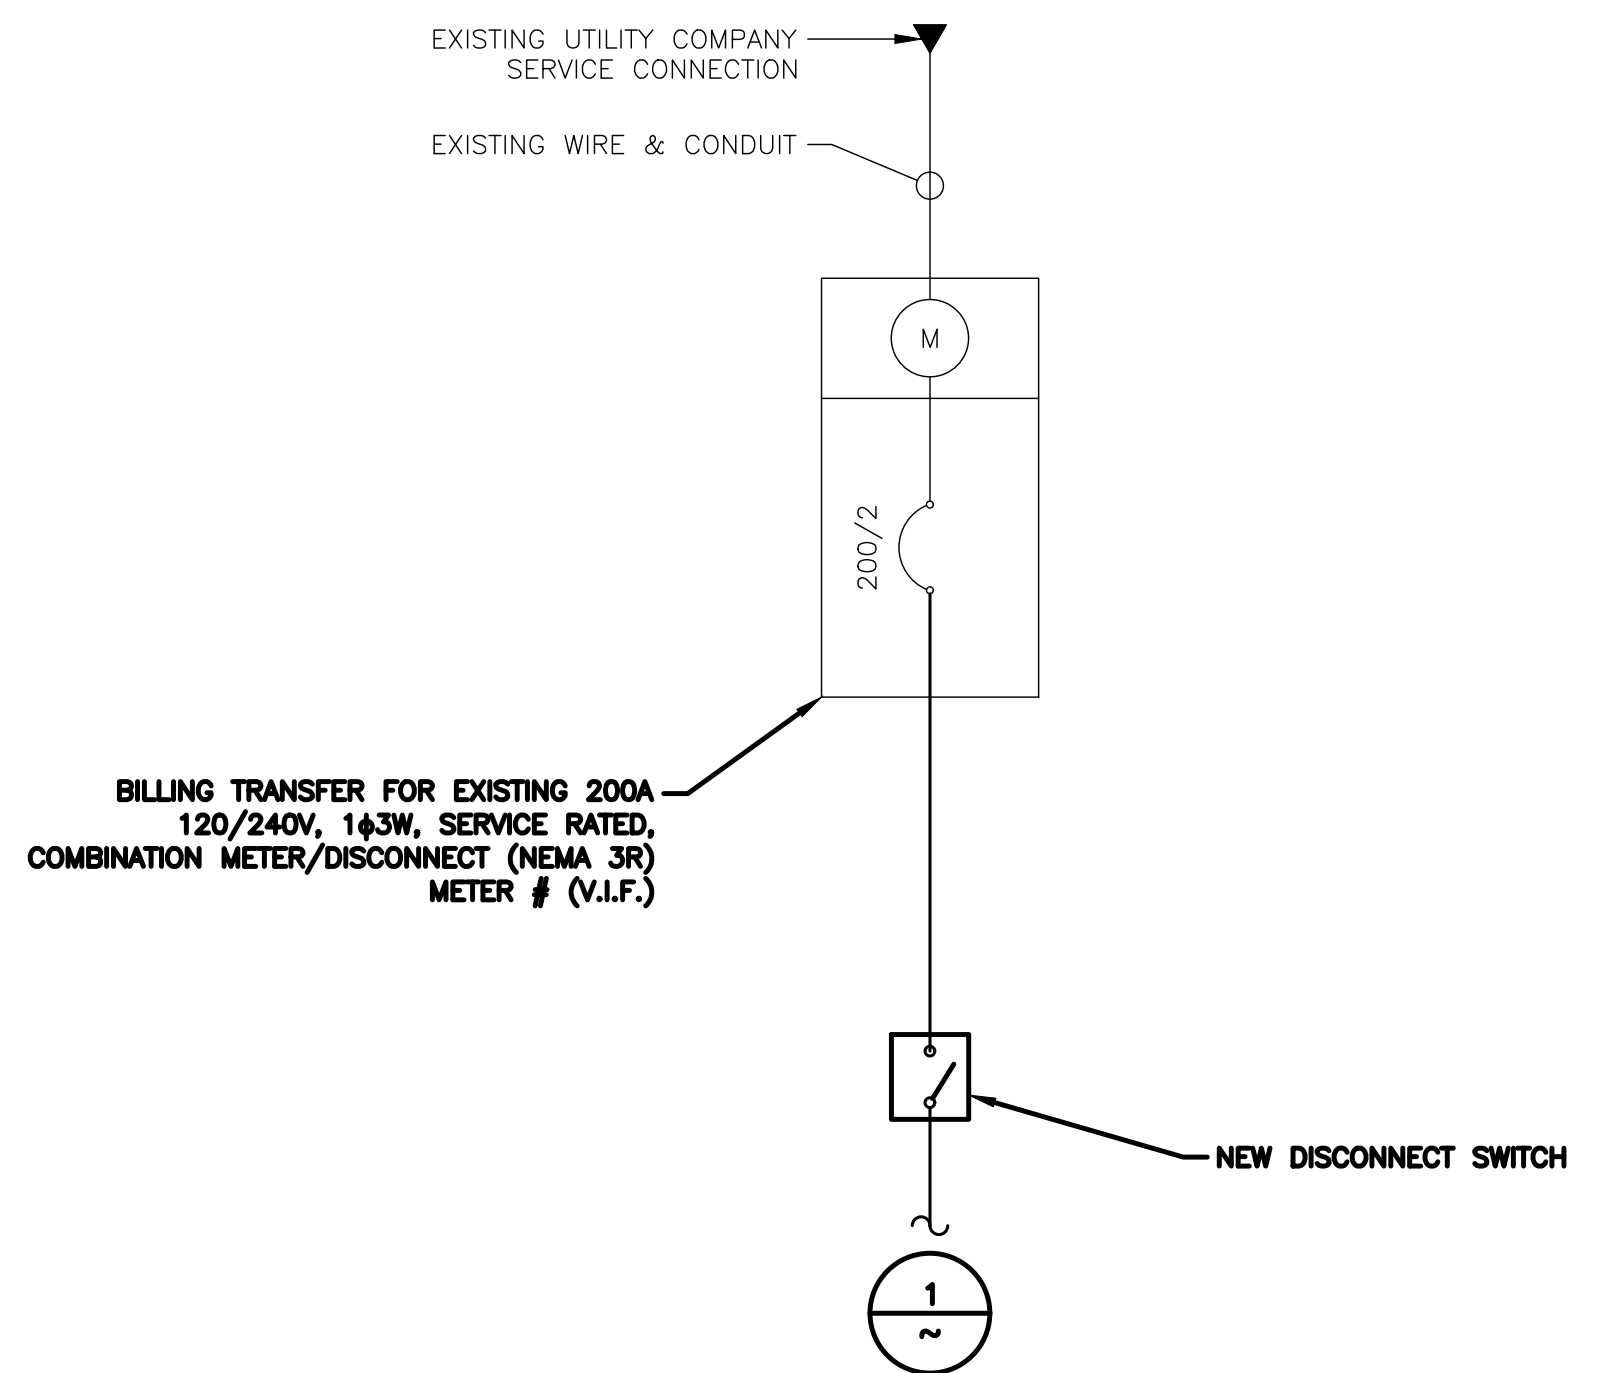 EXISTING UTILITY COMPANY
SERVICE CONNECTION
EXISTING WIRE & CONDUIT
M
200/2
BILLING TRANSFER FOR EXISTING 200A
120/240V, 1ϕ3W, SERVICE RATED,
COMBINATION METER/DISCONNECT (NEMA 3R)
METER # (V.I.F.)
NEW DISCONNECT SWITCH
1
~